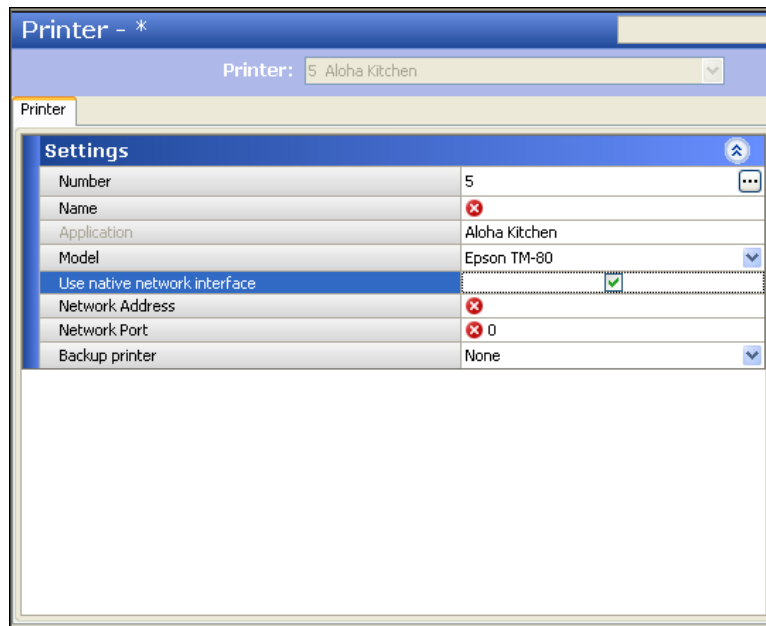 Printer - *
Printer: 5 Aloha Kitchen
Printer
Settings
Number 5 ...
Name
Application Aloha Kitchen
Model Epson TM-80
Use native network interface
Network Address
Network Port 0
Backup printer None